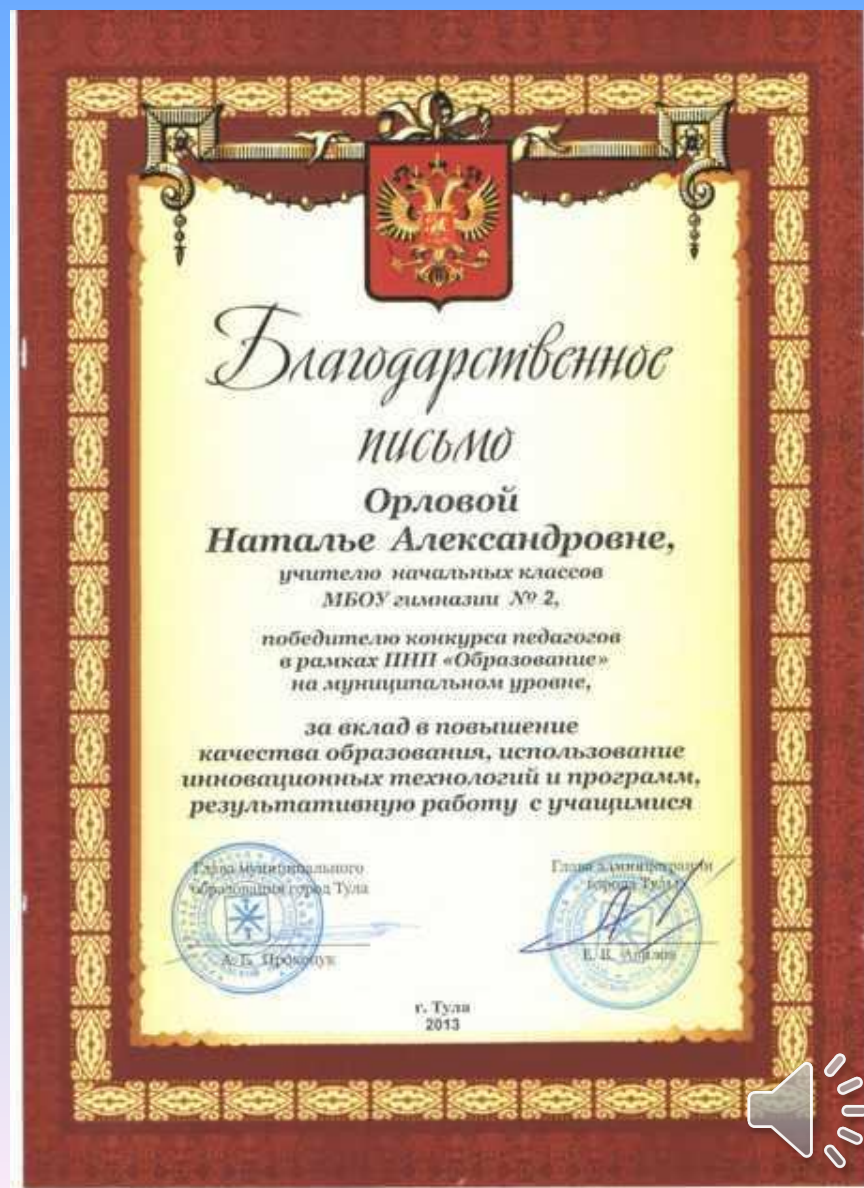 Благодарственное
письмо
Орловой
Наталье Александровне,
учителю начальных классов
МБОУ гимназии № 2,
победителю конкурса педагогов
в рамках ПНП «Образование»
на муниципальном уровне,
за вклад в повышение
качества образования, использование
инновационных технологий и программ,
результативную работу с учащимися
Глава муниципального
образования город Тула
А. Б. Прокопук
Глава администрации
города Тулы
Е. В.
г. Тула
2013